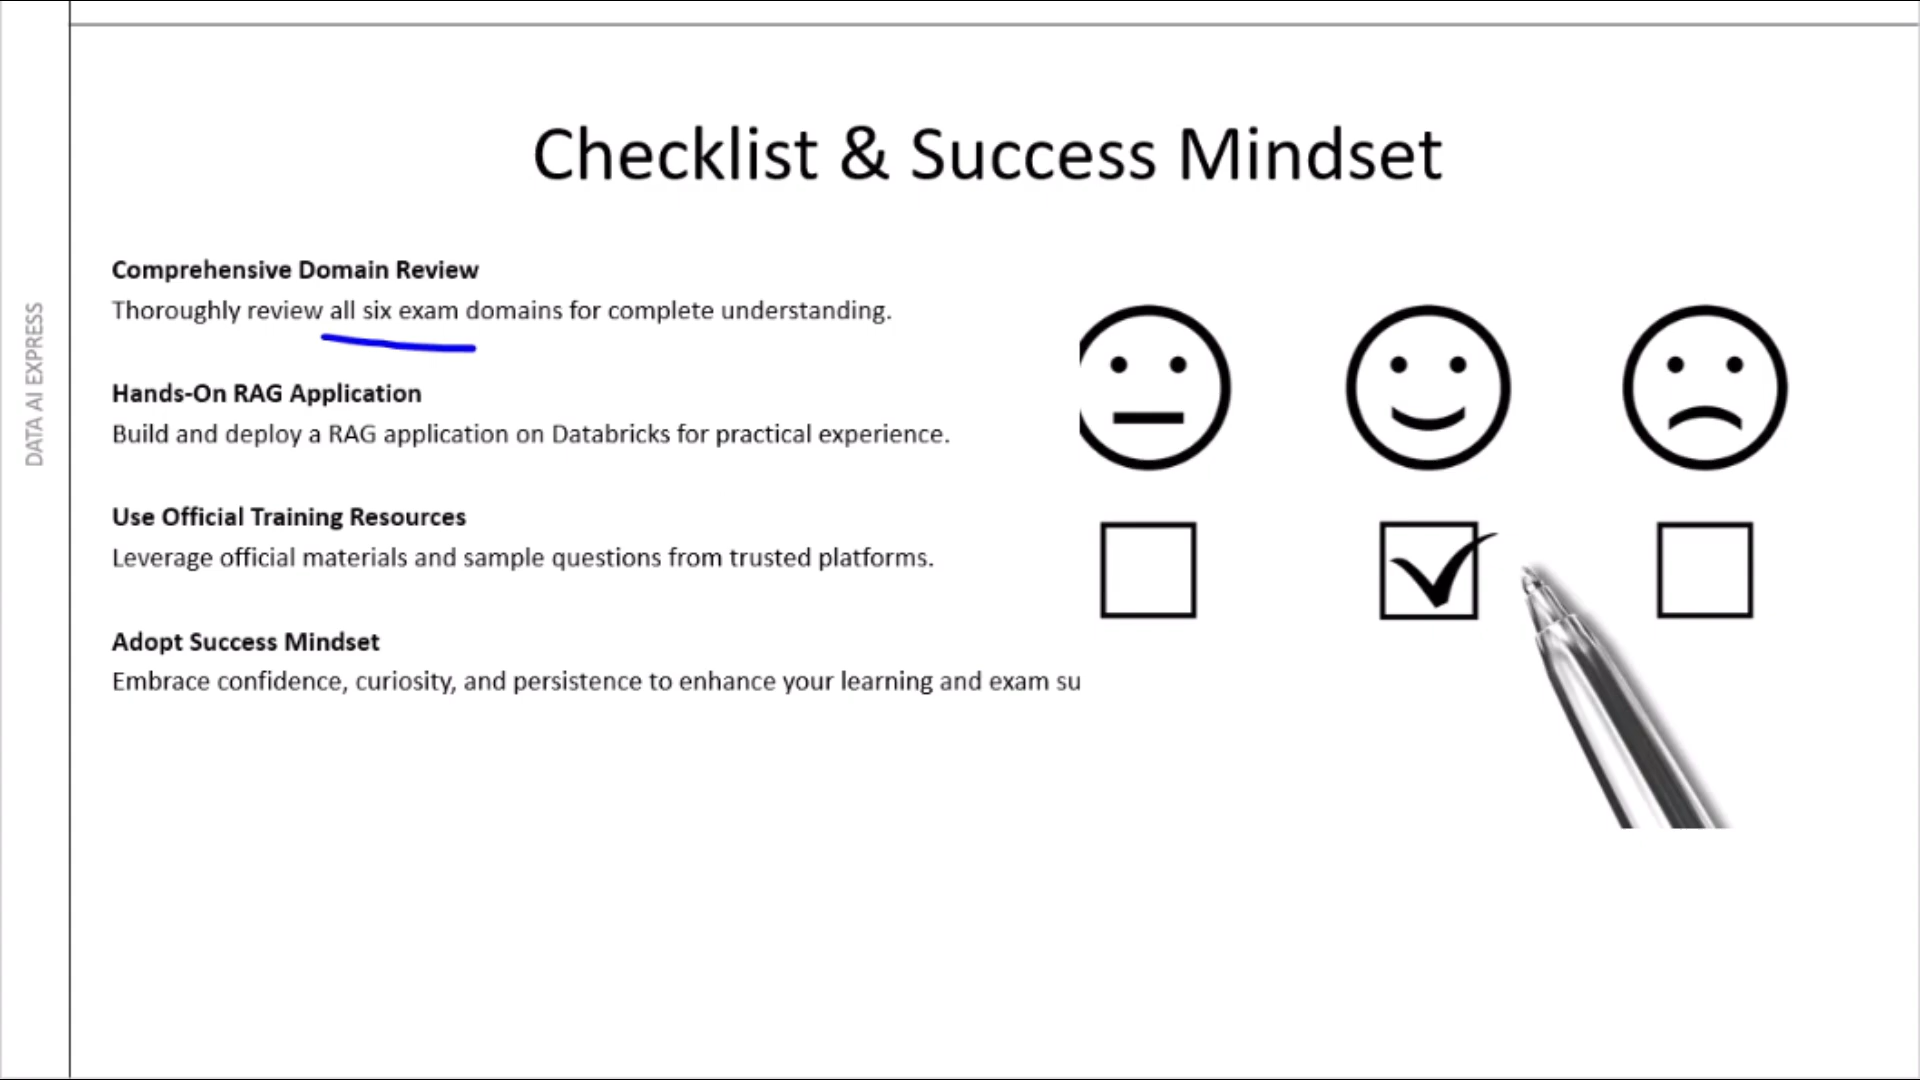 Checklist & Success Mindset
Comprehensive Domain Review
Thoroughly review all six exam domains for complete understanding.
Hands-On RAG Application
Build and deploy a RAG application on Databricks for practical experience.
Use Official Training Resources
Leverage official materials and sample questions from trusted platforms.
Adopt Success Mindset
Embrace confidence, curiosity, and persistence to enhance your learning and exam su
DATA AI EXPRESS